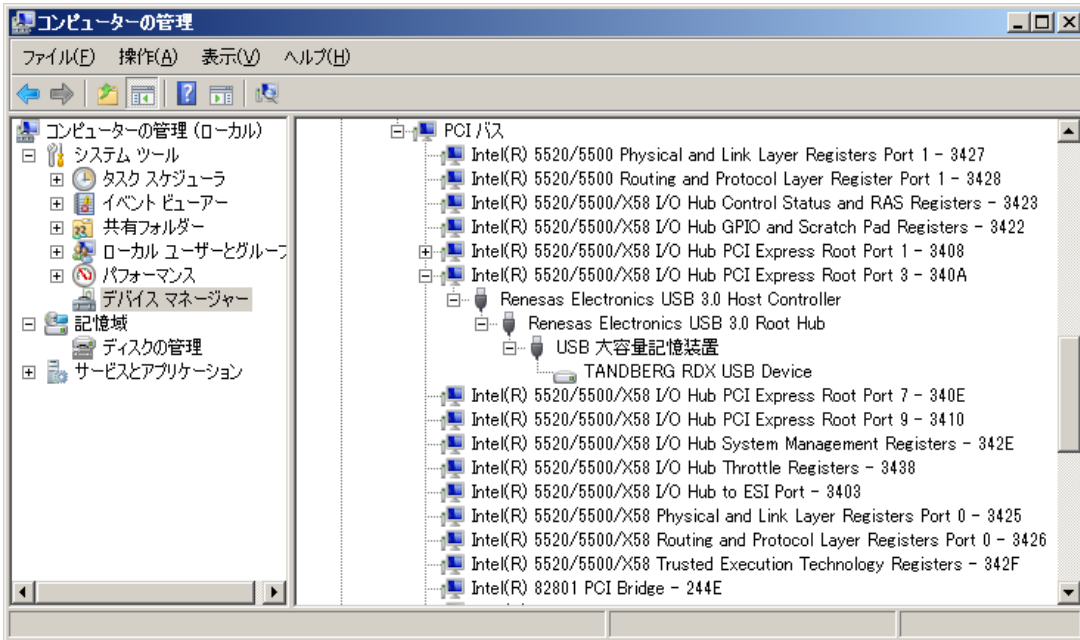 コンピューターの管理
ファイル(F) 操作(A) 表示(V) ヘルプ(H)
コンピューターの管理 (ローカル)
システム ツール
タスク スケジューラ
イベント ビューアー
共有フォルダー
ローカル ユーザーとグループ
パフォーマンス
デバイス マネージャー
記憶域
ディスクの管理
サービスとアプリケーション
PCI バス
Intel(R) 5520/5500 Physical and Link Layer Registers Port 1 - 3427
Intel(R) 5520/5500 Routing and Protocol Layer Register Port 1 - 3428
Intel(R) 5520/5500/X58 I/O Hub Control Status and RAS Registers - 3423
Intel(R) 5520/5500/X58 I/O Hub GPIO and Scratch Pad Registers - 3422
Intel(R) 5520/5500/X58 I/O Hub PCI Express Root Port 1 - 3408
Intel(R) 5520/5500/X58 I/O Hub PCI Express Root Port 3 - 340A
Renesas Electronics USB 3.0 Host Controller
Renesas Electronics USB 3.0 Root Hub
USB 大容量記憶装置
TANDBERG RDX USB Device
Intel(R) 5520/5500/X58 I/O Hub PCI Express Root Port 7 - 340E
Intel(R) 5520/5500/X58 I/O Hub PCI Express Root Port 9 - 3410
Intel(R) 5520/5500/X58 I/O Hub System Management Registers - 342E
Intel(R) 5520/5500/X58 I/O Hub Throttle Registers - 3438
Intel(R) 5520/5500/X58 I/O Hub to ESI Port - 3403
Intel(R) 5520/5500/X58 Physical and Link Layer Registers Port 0 - 3425
Intel(R) 5520/5500/X58 Routing and Protocol Layer Registers Port 0 - 3426
Intel(R) 5520/5500/X58 Trusted Execution Technology Registers - 342F
Intel(R) 82801 PCI Bridge - 244E